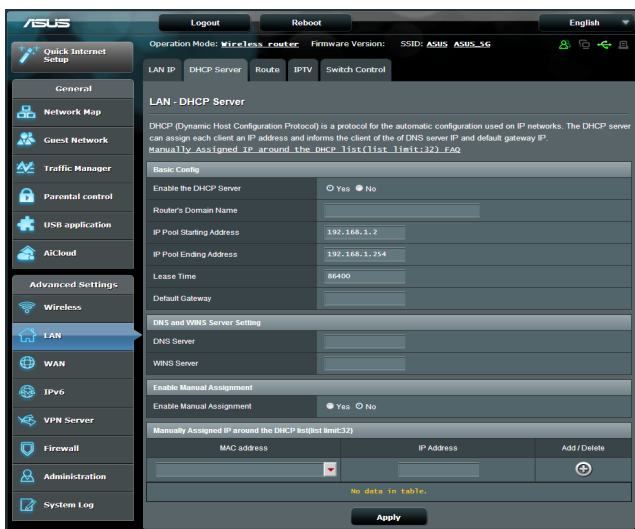 ASUS
Logout
Reboot
English
Quick Internet Setup
Operation Mode: Wireless router Firmware Version: SSID: ASUS ASUS_5G
LAN IP
DHCP Server
Route
IPTV
Switch Control
General
Network Map
Guest Network
Traffic Manager
Parental control
USB application
AiCloud
Advanced Settings
Wireless
LAN
WAN
IPv6
VPN Server
Firewall
Administration
System Log
LAN - DHCP Server
DHCP (Dynamic Host Configuration Protocol) is a protocol for the automatic configuration used on IP networks. The DHCP server
can assign each client an IP address and informs the client of the of DNS server IP and default gateway IP.
Manually Assigned IP around the DHCP list(list limit:32) FAQ
Basic Config
Enable the DHCP Server Yes No
Router's Domain Name
IP Pool Starting Address 192.168.1.2
IP Pool Ending Address 192.168.1.254
Lease Time 86400
Default Gateway
DNS and WINS Server Setting
DNS Server
WINS Server
Enable Manual Assignment
Enable Manual Assignment Yes No
Manually Assigned IP around the DHCP list(list limit:32)
MAC address IP Address Add / Delete
No data in table.
Apply